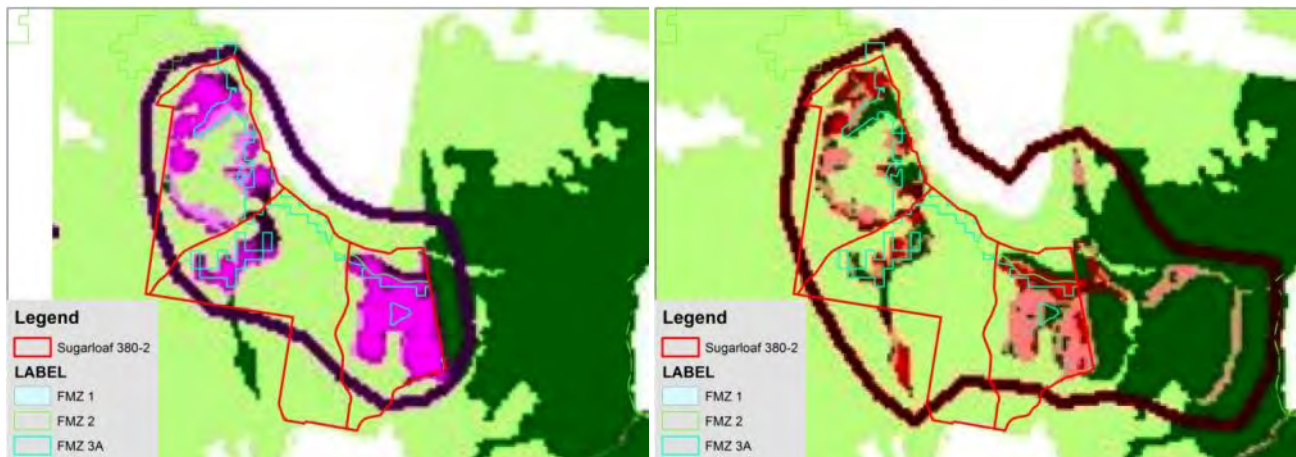 Legend
Sugarloaf 380-2
LABEL
FMZ 1
FMZ 2
FMZ 3A
Legend
Sugarloaf 380-2
LABEL
FMZ 1
FMZ 2
FMZ 3A